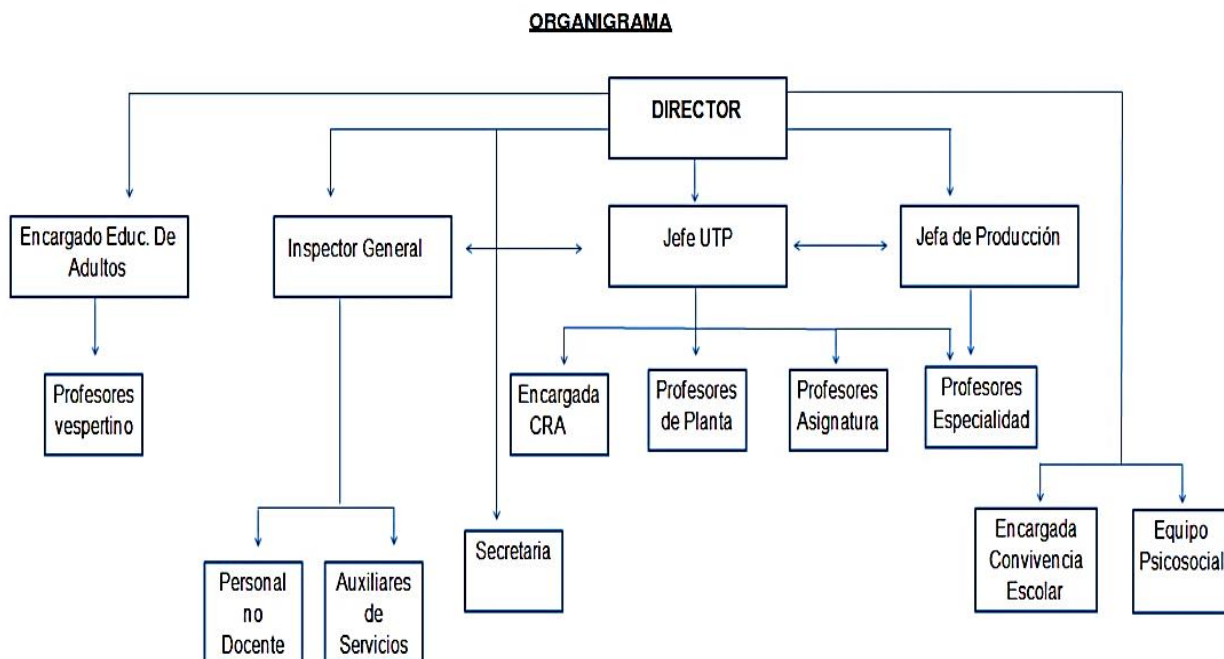 ORGANIGRAMA
DIRECTOR
Encargado Educ. De
Adultos
Inspector General
Jefe UTP
Jefa de Producción
Profesores
vespertino
Encargada
CRA
Profesores
de Planta
Profesores
Asignatura
Profesores
Especialidad
Personal
no
Docente
Auxiliares
de
Servicios
Secretaria
Encargada
Convivencia
Escolar
Equipo
Psicosocial